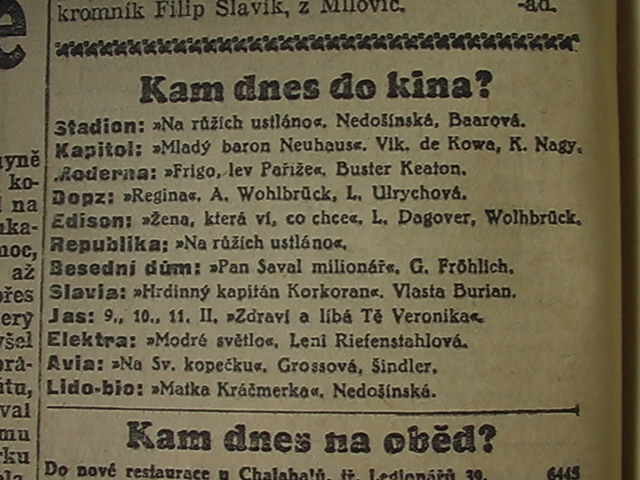 kromník Filip Slavík, z Milovic. -ad.
Kam dnes do kina?
Stadion: »Na růžích ustláno«. Nedošínská, Baarová.
Kapitol: »Mladý baron Neuhaus«. Vik. de Kowa, K. Nagy.
Moderna: »Frigo, lev Paříže«. Buster Keaton.
Dopz: »Regina«. A. Wohlbrück, L. Ulrychová.
Edison: »Žena, která ví, co chce«. L. Dagover, Wolhbrück.
Republika: »Na růžích ustláno«.
Besední dům: »Pan Saval milionář«. G. Fröhlich.
Slavia: »Hrdinný kapitán Korkoran«. Vlasta Burian.
Jas: 9., 10., 11. II. »Zdraví a líbá Tě Veronika«.
Elektra: »Modré světlo«. Leni Riefenstahlová.
Avia: »Na Sv. kopečku«. Grossová, Šindler.
Lido-bio: »Matka Kráčmerka«. Nedošínská.
Kam dnes na oběd?
Do nové restaurace u Chalabalů, tř. Legionářů 39. 6445